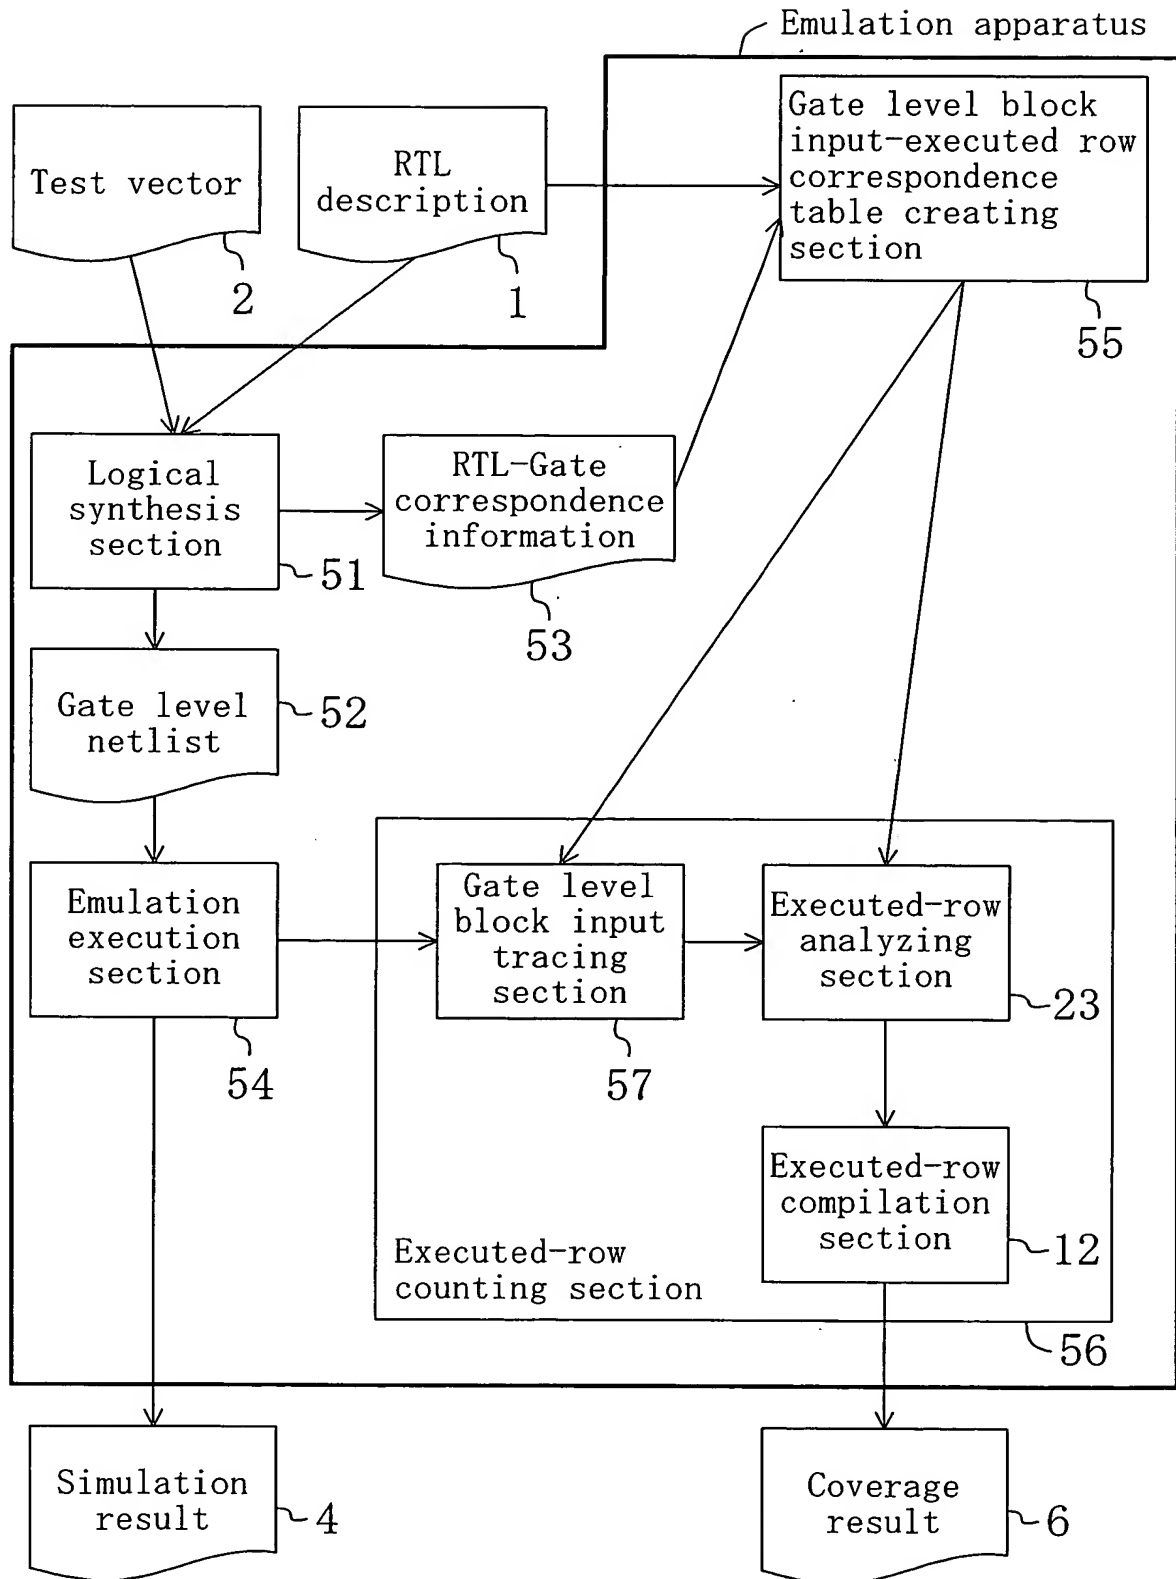 Emulation apparatus
Test vector
2
RTL
description
1
Gate level block
input-executed row
correspondence
table creating
section
55
Logical
synthesis
section
51
RTL-Gate
correspondence
information
53
Gate level
netlist
52
Emulation
execution
section
54
Gate level
block input
tracing
section
57
Executed-row
analyzing
section
23
Executed-row
compilation
section
12
Executed-row
counting section
56
Simulation
result
4
Coverage
result
6